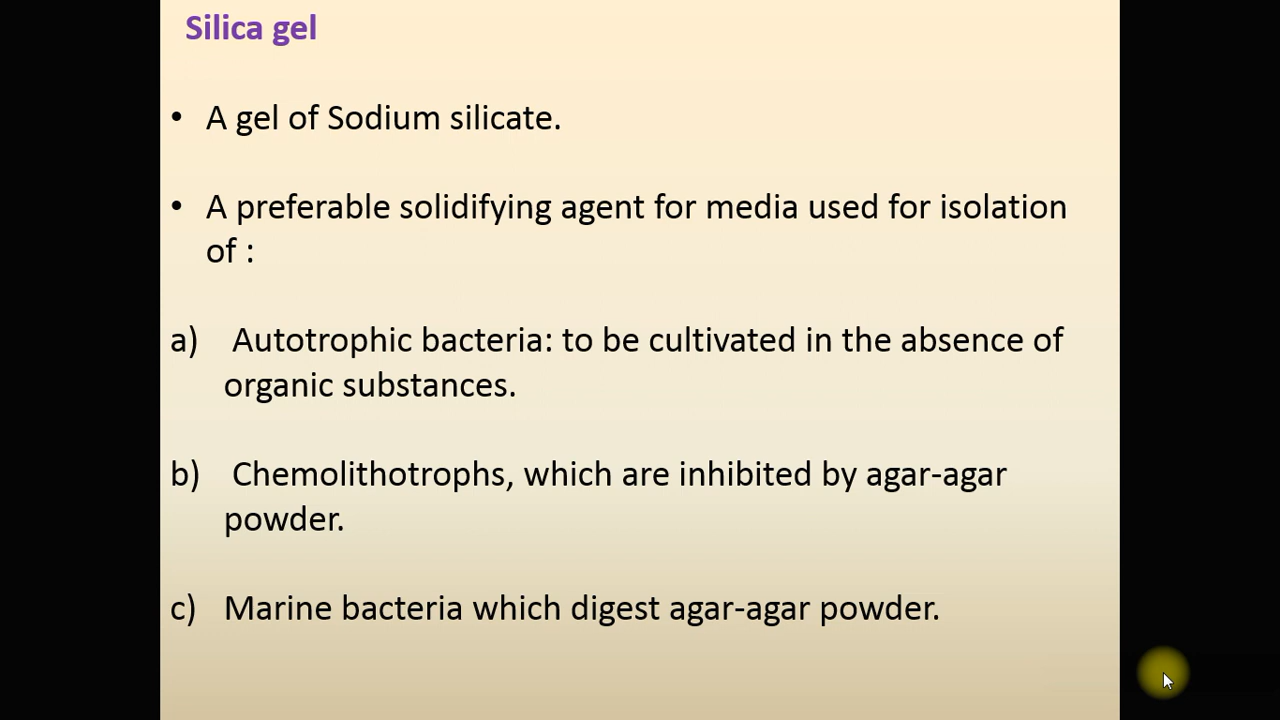 Silica gel
• A gel of Sodium silicate.
• A preferable solidifying agent for media used for isolation
of :
a) Autotrophic bacteria: to be cultivated in the absence of
organic substances.
b) Chemolithotrophs, which are inhibited by agar-agar
powder.
c) Marine bacteria which digest agar-agar powder.